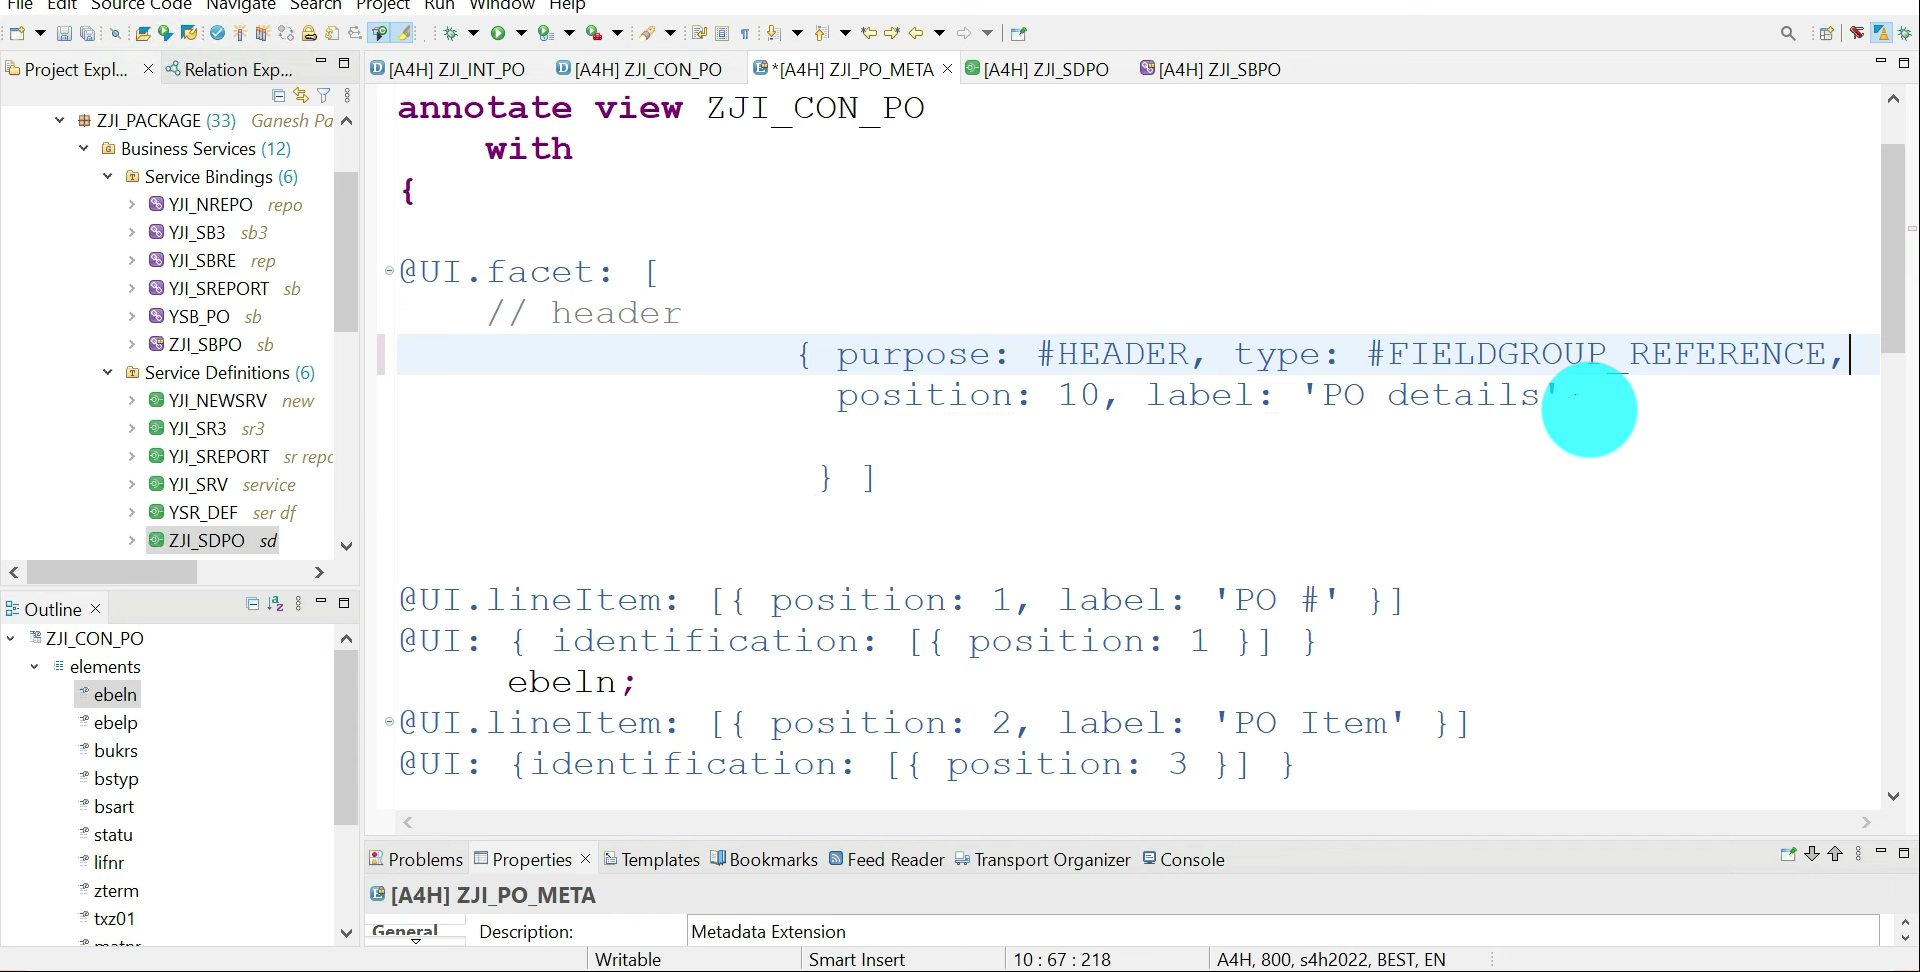 File Edit Source Code Navigate Search Project Run Window Help
Project Expl... Relation Exp...
[A4H] ZJI_INT_PO [A4H] ZJI_CON_PO *[A4H] ZJI_PO_META [A4H] ZJI_SDPO [A4H] ZJI_SBPO
ZJI_PACKAGE (33) Ganesh Pa
Business Services (12)
Service Bindings (6)
YJI_NREPO repo
YJI_SB3 sb3
YJI_SBRE rep
YJI_SREPORT sb
YSB_PO sb
ZJI_SBPO sb
Service Definitions (6)
YJI_NEWSRV new
YJI_SR3 sr3
YJI_SREPORT sr repo
YJI_SRV service
YSR_DEF ser df
ZJI_SDPO sd
Outline
ZJI_CON_PO
elements
ebeln
ebelp
bukrs
bstyp
bsart
statu
lifnr
zterm
txz01
matnr
annotate view ZJI_CON_PO
with
{
@UI.facet: [
// header
{ purpose: #HEADER, type: #FIELDGROUP_REFERENCE,
position: 10, label: 'PO details'
} ]
@UI.lineItem: [{ position: 1, label: 'PO #' }]
@UI: { identification: [{ position: 1 }] }
ebeln;
@UI.lineItem: [{ position: 2, label: 'PO Item' }]
@UI: {identification: [{ position: 3 }] }
Problems Properties Templates Bookmarks Feed Reader Transport Organizer Console
[A4H] ZJI_PO_META
General Description: Metadata Extension
Writable Smart Insert 10 : 67 : 218 A4H, 800, s4h2022, BEST, EN